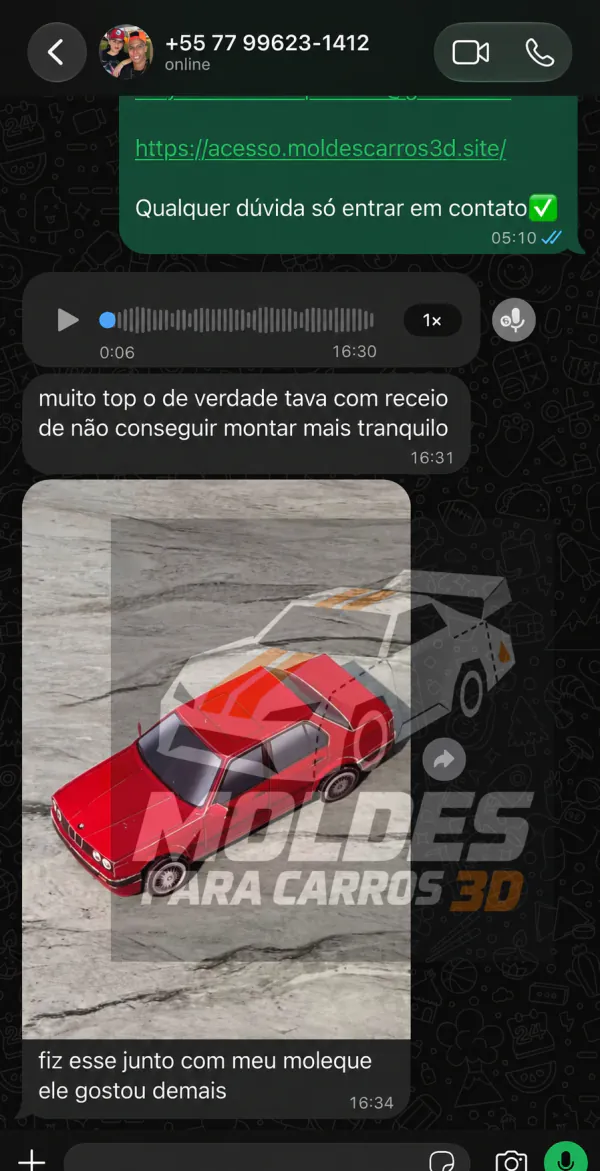 +55 77 99623-1412
online
https://acesso.moldescarros3d.site/
Qualquer dúvida só entrar em contato✅
05:10
1x
0:06
16:30
muito top o de verdade tava com receio
de não conseguir montar mais tranquilo
16:31
MOLDES
PARA CARROS 3D
fiz esse junto com meu moleque
ele gostou demais
16:34